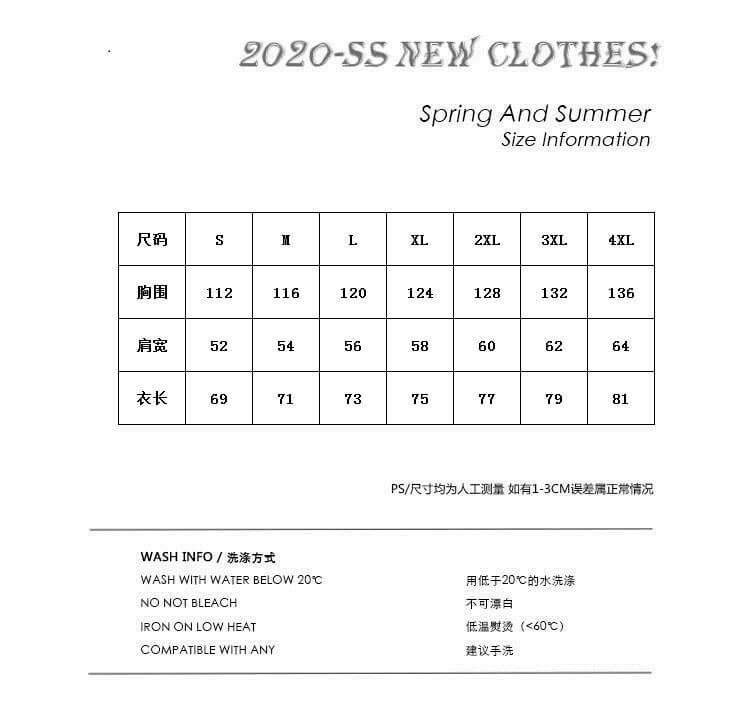 2020-SS NEW CLOTHES!
Spring And Summer
Size Information
尺码 S M L XL 2XL 3XL 4XL
胸围 112 116 120 124 128 132 136
肩宽 52 54 56 58 60 62 64
衣长 69 71 73 75 77 79 81
PS/尺寸均为人工测量 如有1-3CM误差属正常情况
WASH INFO / 洗涤方式
WASH WITH WATER BELOW 20℃ 用低于20℃的水洗涤
NO NOT BLEACH 不可漂白
IRON ON LOW HEAT 低温熨烫（<60℃）
COMPATIBLE WITH ANY 建议手洗